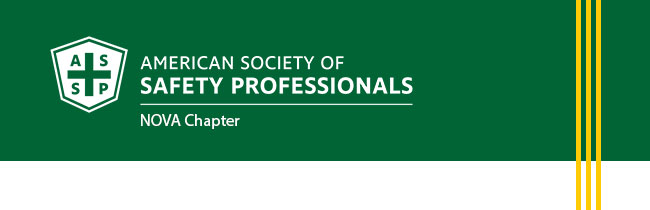 A S
S P
AMERICAN SOCIETY OF
SAFETY PROFESSIONALS
NOVA Chapter